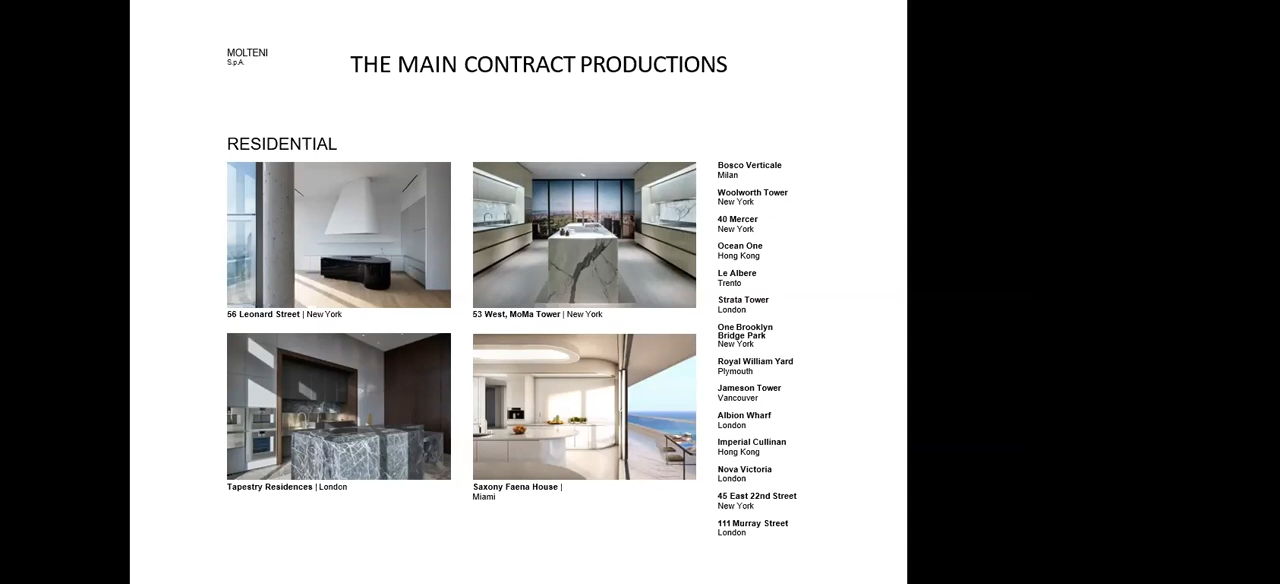 MOLTENI
S.p.A.
THE MAIN CONTRACT PRODUCTIONS
RESIDENTIAL
56 Leonard Street | New York
53 West, MoMa Tower | New York
Tapestry Residences | London
Saxony Faena House |
Miami
Bosco Verticale
Milan
Woolworth Tower
New York
40 Mercer
New York
Ocean One
Hong Kong
Le Albere
Trento
Strata Tower
London
One Brooklyn
Bridge Park
New York
Royal William Yard
Plymouth
Jameson Tower
Vancouver
Albion Wharf
London
Imperial Cullinan
Hong Kong
Nova Victoria
London
45 East 22nd Street
New York
111 Murray Street
London